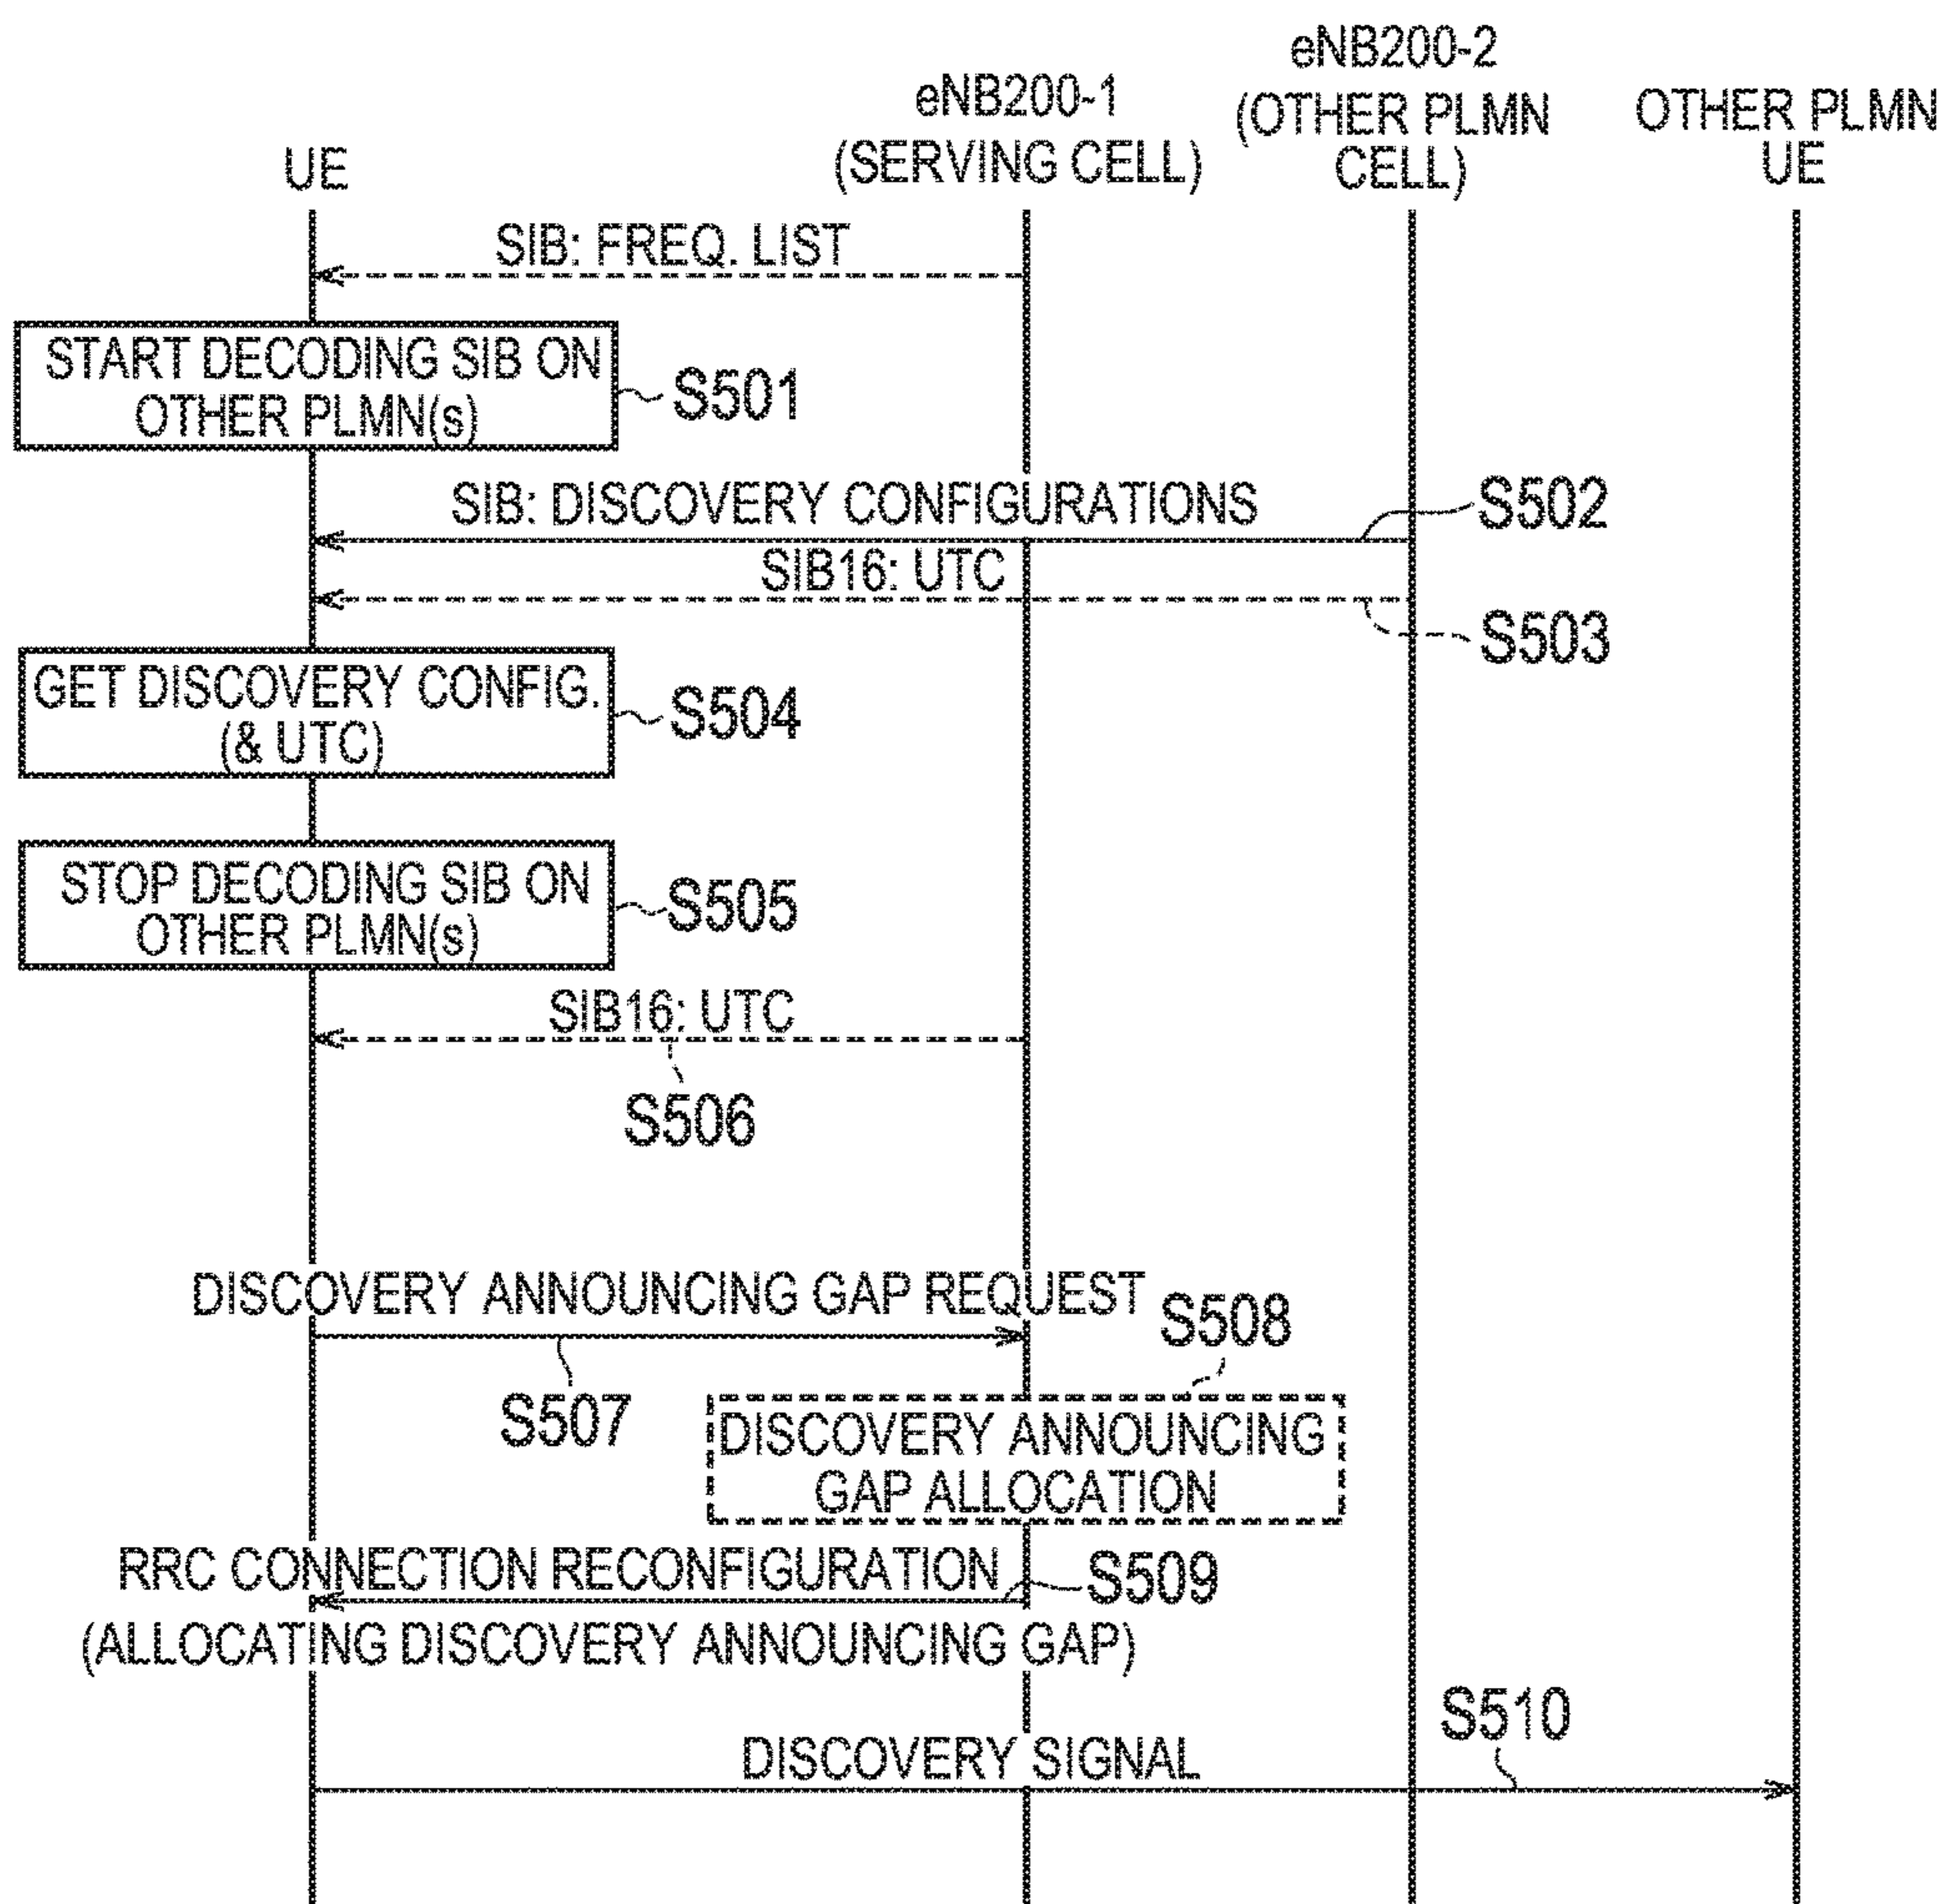 UE
eNB200-1
(SERVING CELL)
eNB200-2
(OTHER PLMN
CELL)
OTHER PLMN
UE
SIB: FREQ. LIST
START DECODING SIB ON
OTHER PLMN(s)
S501
SIB: DISCOVERY CONFIGURATIONS
S502
SIB16: UTC
S503
GET DISCOVERY CONFIG.
(& UTC)
S504
STOP DECODING SIB ON
OTHER PLMN(s)
S505
SIB16: UTC
S506
DISCOVERY ANNOUNCING GAP REQUEST
S507
S508
DISCOVERY ANNOUNCING
GAP ALLOCATION
RRC CONNECTION RECONFIGURATION
S509
(ALLOCATING DISCOVERY ANNOUNCING GAP)
S510
DISCOVERY SIGNAL